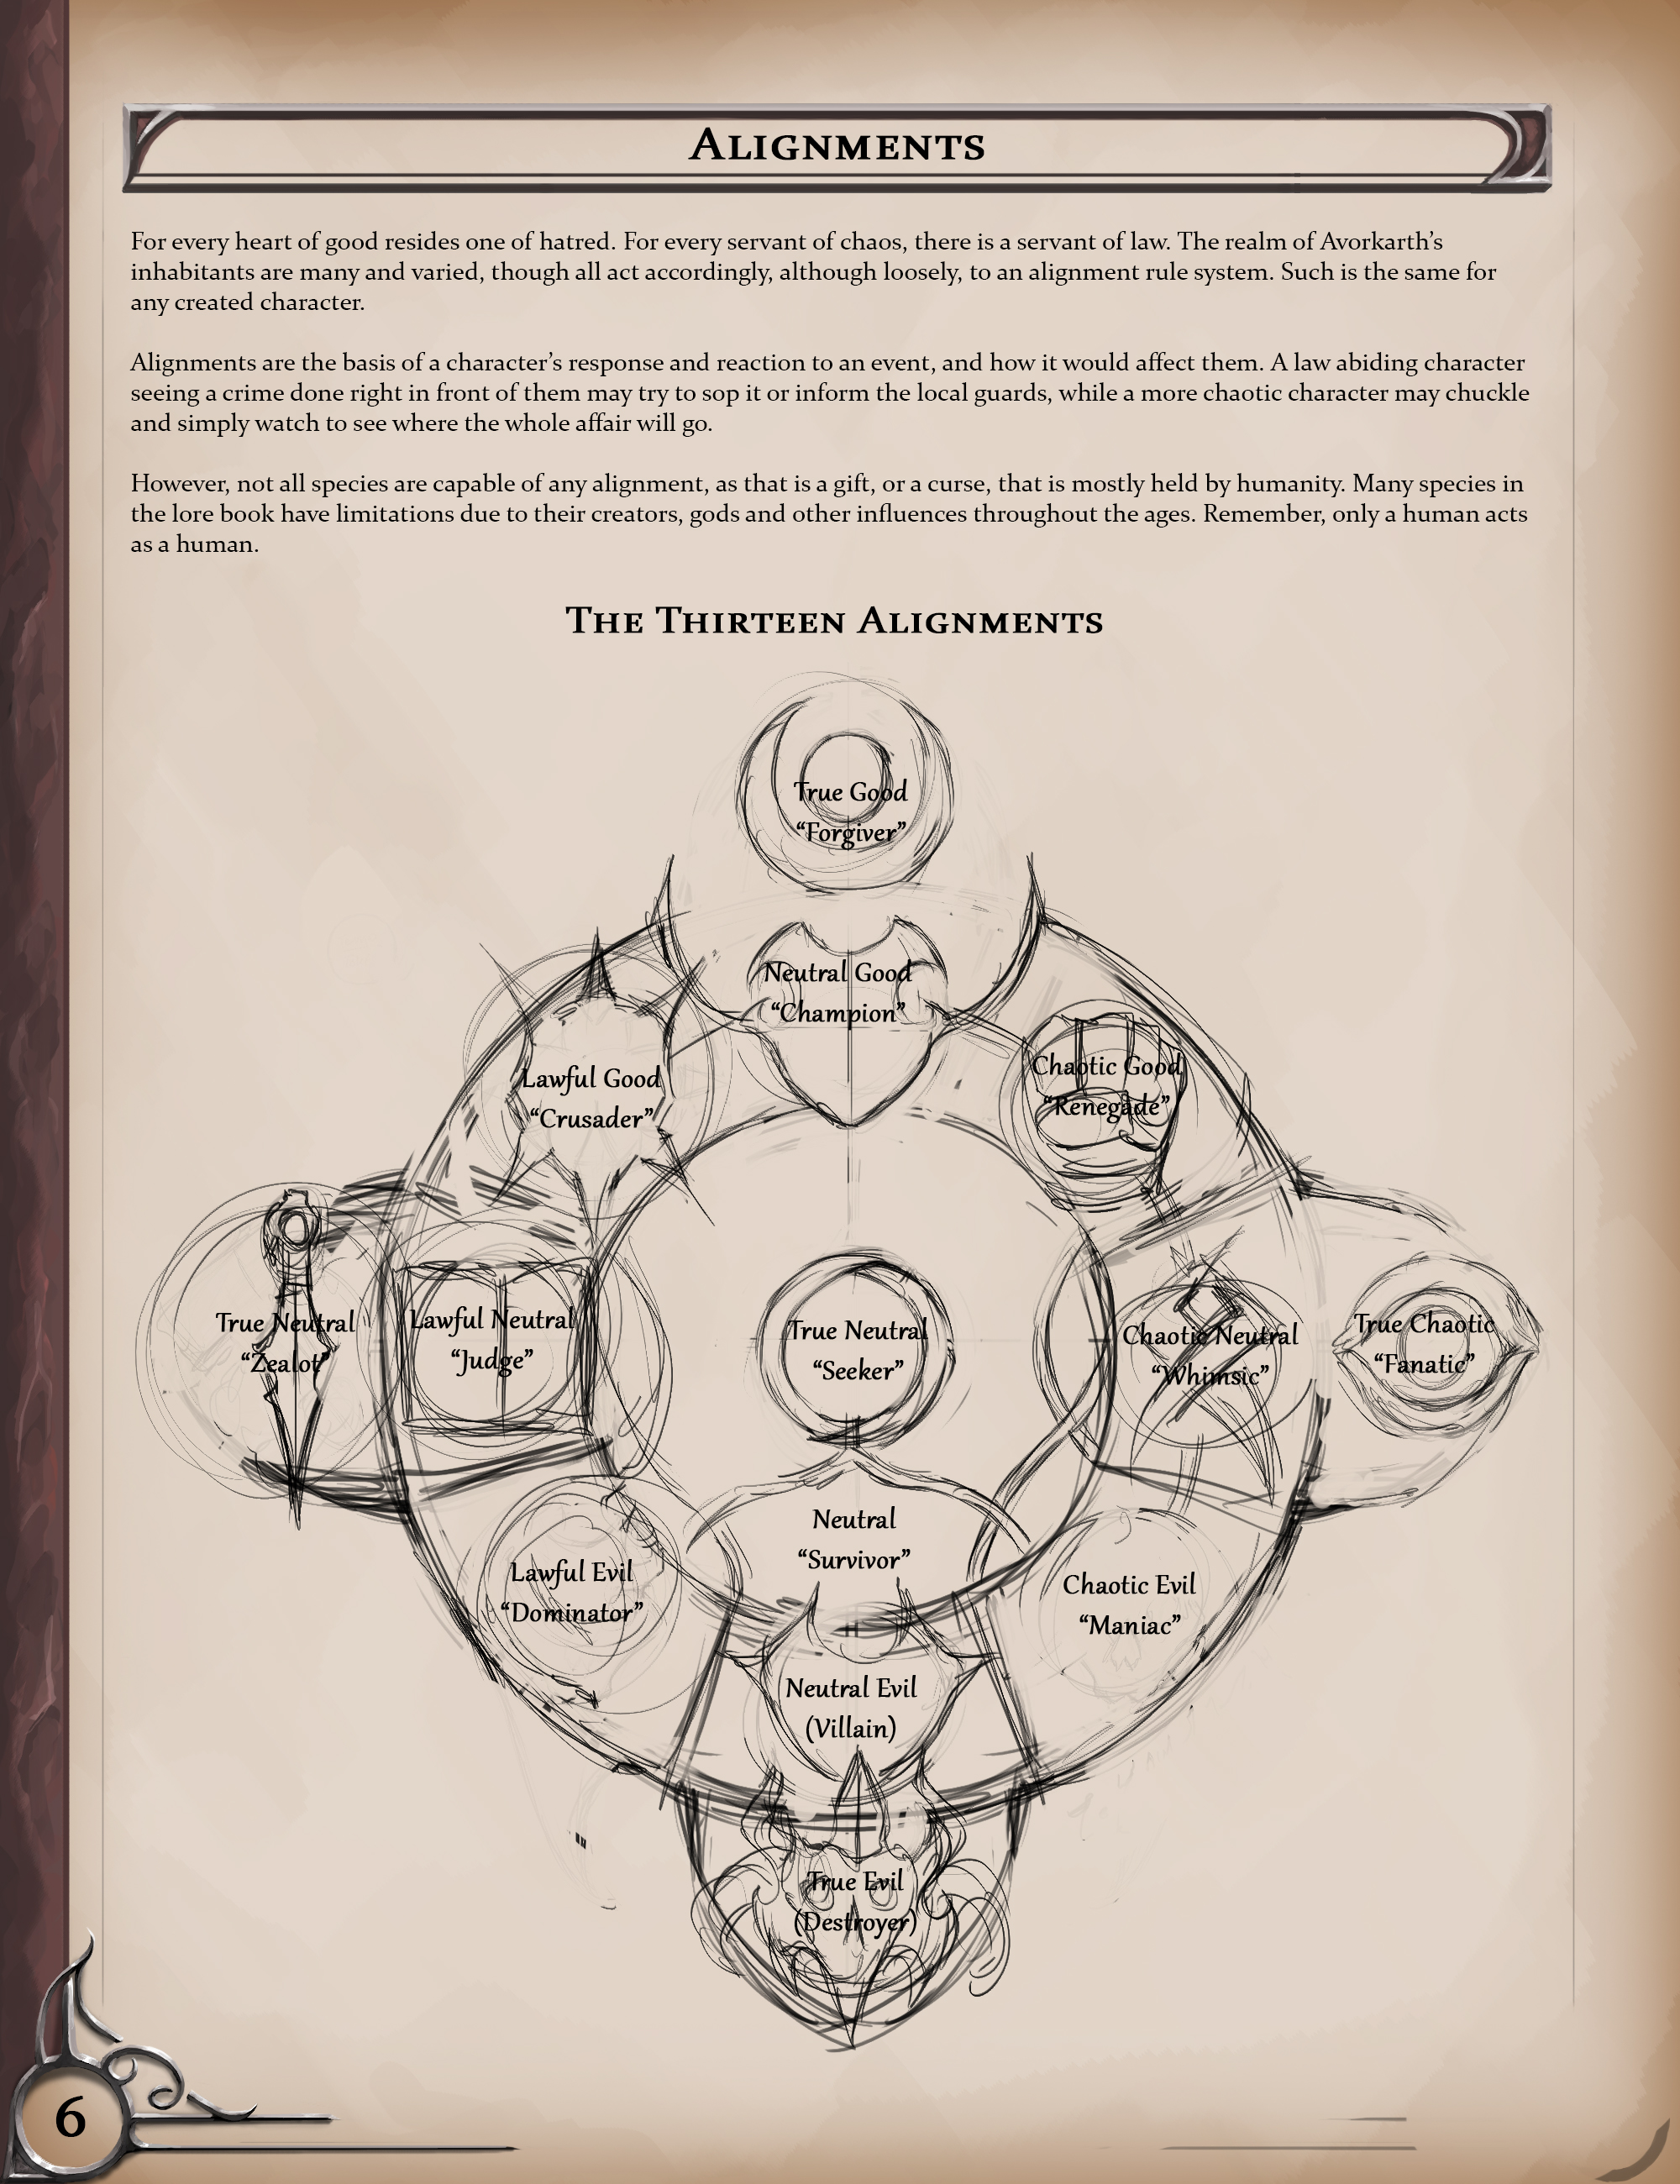 Alignments
For every heart of good resides one of hatred. For every servant of chaos, there is a servant of law. The realm of Avorkarth’s
inhabitants are many and varied, though all act accordingly, although loosely, to an alignment rule system. Such is the same for
any created character.
Alignments are the basis of a character’s response and reaction to an event, and how it would affect them. A law abiding character
seeing a crime done right in front of them may try to sop it or inform the local guards, while a more chaotic character may chuckle
and simply watch to see where the whole affair will go.
However, not all species are capable of any alignment, as that is a gift, or a curse, that is mostly held by humanity. Many species in
the lore book have limitations due to their creators, gods and other influences throughout the ages. Remember, only a human acts
as a human.
The Thirteen Alignments
True Good
“Forgiver”
Neutral Good
“Champion”
Lawful Good
“Crusader”
Chaotic Good
“Renegade”
True Neutral
“Zealot”
Lawful Neutral
“Judge”
True Neutral
“Seeker”
Chaotic Neutral
“Whimsic”
True Chaotic
“Fanatic”
Neutral
“Survivor”
Lawful Evil
“Dominator”
Chaotic Evil
“Maniac”
Neutral Evil
(Villain)
True Evil
(Destroyer)
6